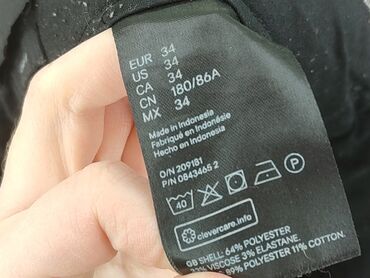 EUR 34
US 34
CA 34
CN 180/86A
MX 34
Made in Indonesia
Fabriqué en Indonésie
Hecho en Indonesia
O/N 209181
P/N 0843465 2
40 P
clevercare.info
GB SHELL: 64% POLYESTER
33% VISCOSE 3% ELASTANE.
89% POLYESTER 11% COTTON.